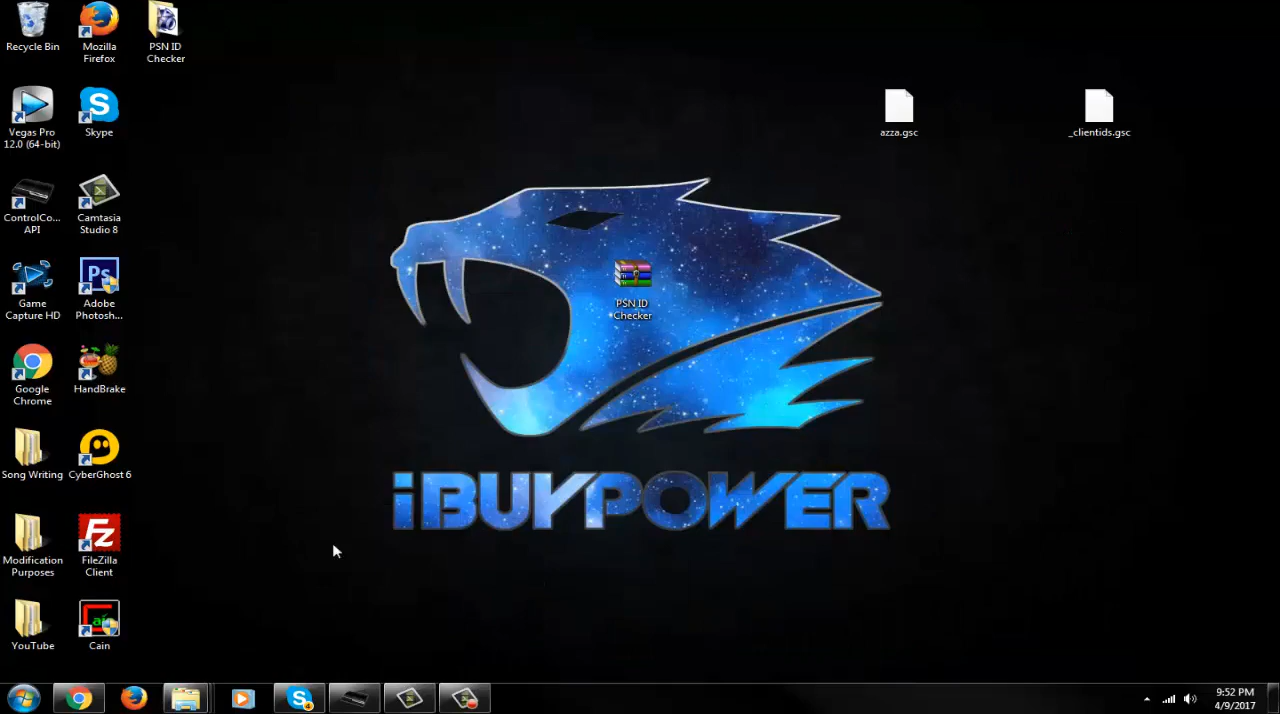 Recycle Bin
Mozilla
Firefox
PSN ID
Checker
azza.gsc
_clientids.gsc
Vegas Pro
12.0 (64-bit)
Skype
ControlCo...
API
Camtasia
Studio 8
Game
Capture HD
Ps
Adobe
Photosh...
PSN ID
Checker
Google
Chrome
HandBrake
Song Writing
CyberGhost 6
iBUYPOWER
Modification
Purposes
FZ
FileZilla
Client
YouTube
Cain
9:52 PM
4/9/2017